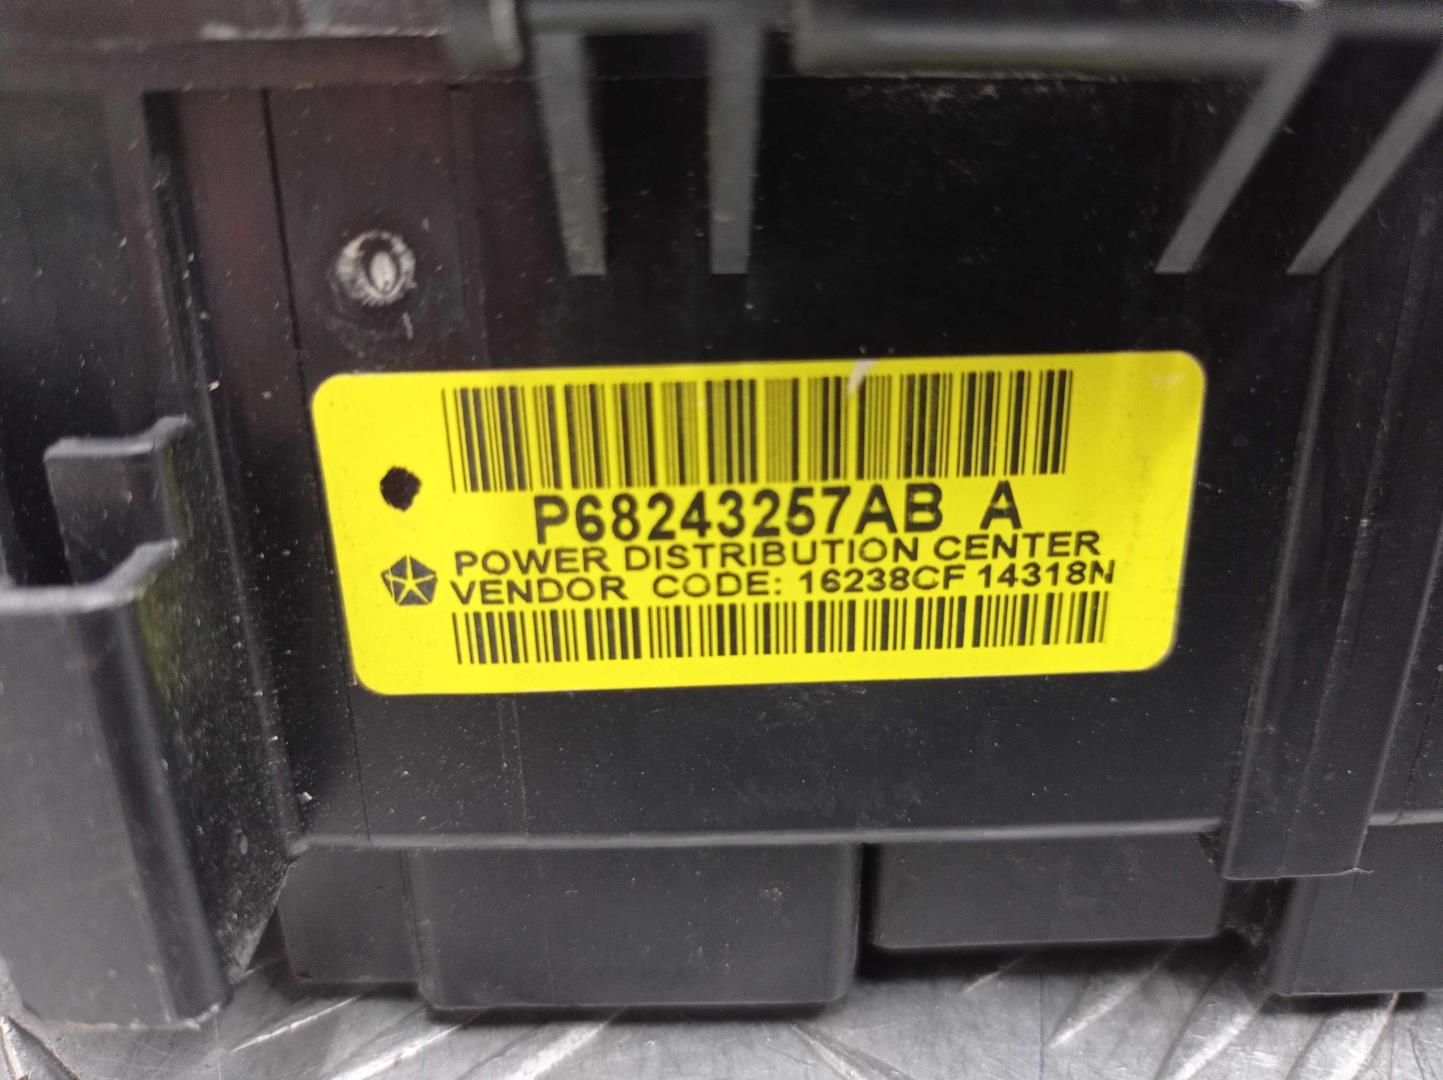 P68243257AB A
POWER DISTRIBUTION CENTER
VENDOR CODE: 16238CF 14318N